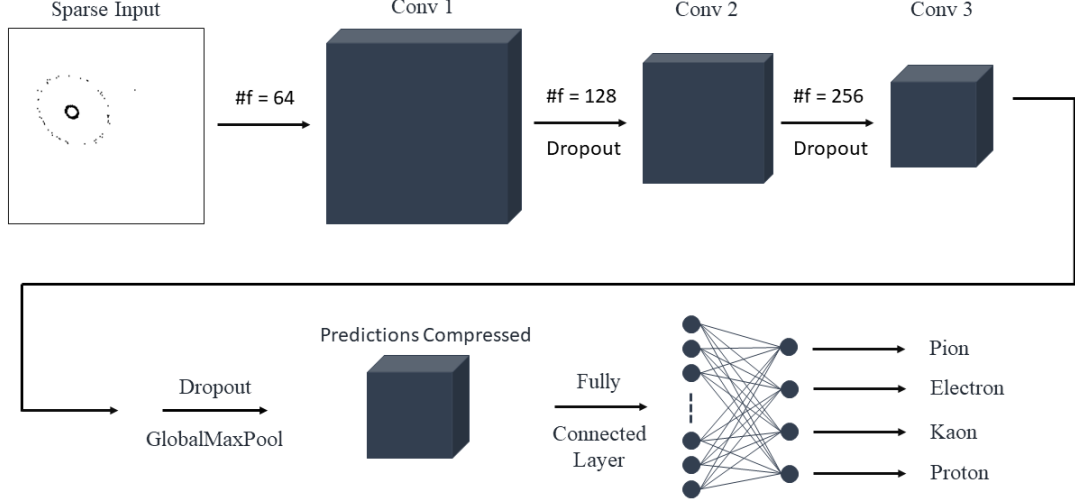 Sparse Input
Conv 1
Conv 2
Conv 3
#f = 64
#f = 128
Dropout
#f = 256
Dropout
Predictions Compressed
Dropout
GlobalMaxPool
Fully
Connected
Layer
Pion
Electron
Kaon
Proton